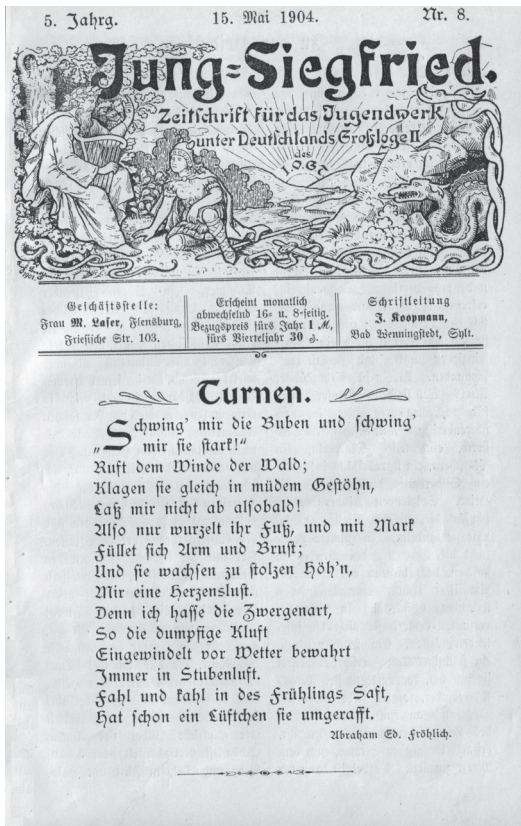 5. Jahrg.
15. Mai 1904.
Nr. 8.
Jung-Siegfried.
Zeitschrift für das Jugendwerk
unter Deutschlands Großloge II
des
I.O.G.T
Geschäftsstelle:
Frau M. Laser, Flensburg,
Friesische Str. 103.
Erscheint monatlich
abwechselnd 16- u. 8-seitig.
Bezugspreis fürs Jahr 1 M,
fürs Vierteljahr 30 ₰.
Schriftleitung
J. Koopmann,
Bad Wenningstedt, Sylt.
Turnen.
„Schwing' mir die Buben und schwing'
mir sie stark!“
Ruft dem Winde der Wald;
Klagen sie gleich in müdem Gestöhn,
Laß mir nicht ab alsobald!
Also nur wurzelt ihr Fuß, und mit Mark
Füllet sich Arm und Brust;
Und sie wachsen zu stolzen Höh'n,
Mir eine Herzenslust.
Denn ich hasse die Zwergenart,
So die dumpfige Kluft
Eingewindelt vor Wetter bewahrt
Immer in Stubenluft.
Fahl und kahl in des Frühlings Saft,
Hat schon ein Lüftchen sie umgerafft.
Abraham Ed. Fröhlich.